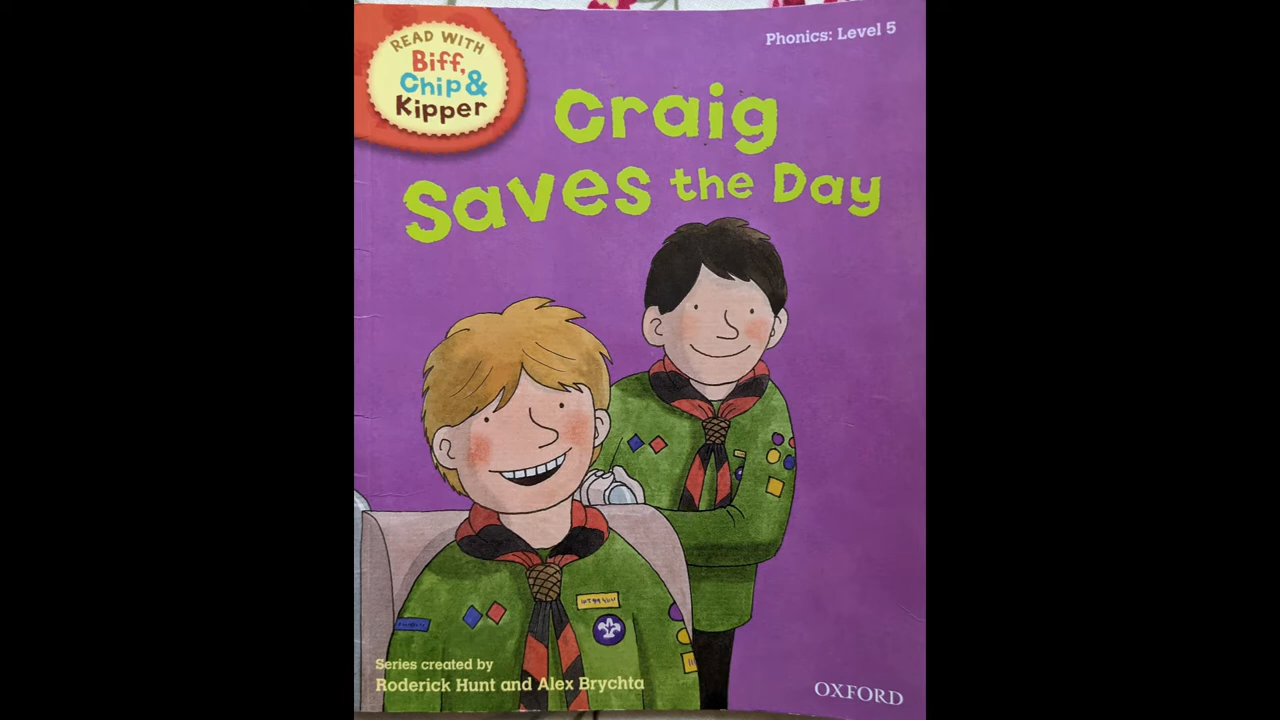 READ WITH
Biff,
Chip &
Kipper
Phonics: Level 5
Craig
Saves the Day
Series created by
Roderick Hunt and Alex Brychta
OXFORD